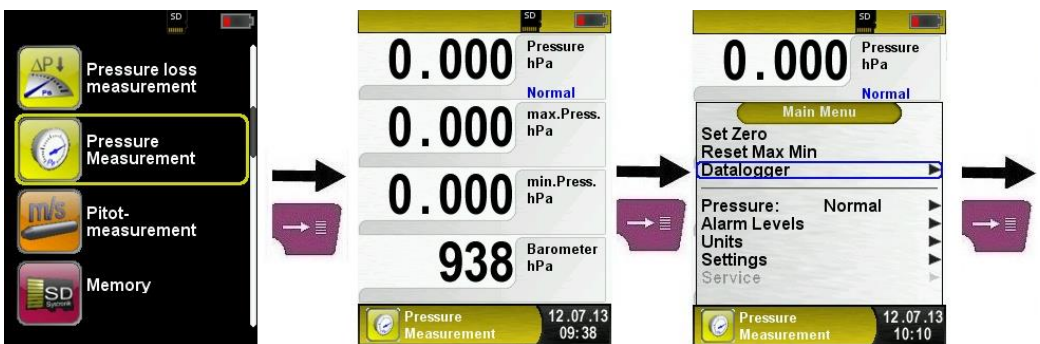 SD
ΔP↓
Pa
Pressure loss
measurement
Pressure
Measurement
m/s
Pitot-
measurement
SD
Memory
SD
0.000
Pressure
hPa
Normal
0.000
max.Press.
hPa
0.000
min.Press.
hPa
938
Barometer
hPa
Pressure
Measurement
12.07.13
09:38
SD
0.000
Pressure
hPa
Normal
Main Menu
Set Zero
Reset Max Min
Datalogger
Pressure: Normal
Alarm Levels
Units
Settings
Service
Pressure
Measurement
12.07.13
10:10